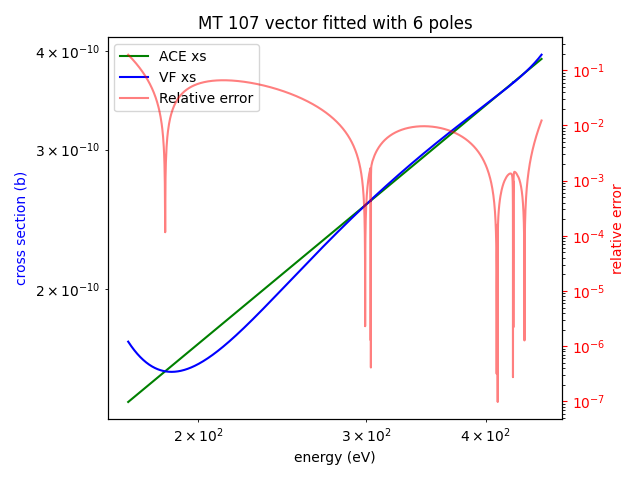 MT 107 vector fitted with 6 poles
ACE xs
VF xs
Relative error
4 × 10⁻¹⁰
3 × 10⁻¹⁰
2 × 10⁻¹⁰
cross section (b)
10⁻¹
10⁻²
10⁻³
10⁻⁴
10⁻⁵
10⁻⁶
10⁻⁷
relative error
2 × 10² 3 × 10² 4 × 10²
energy (eV)